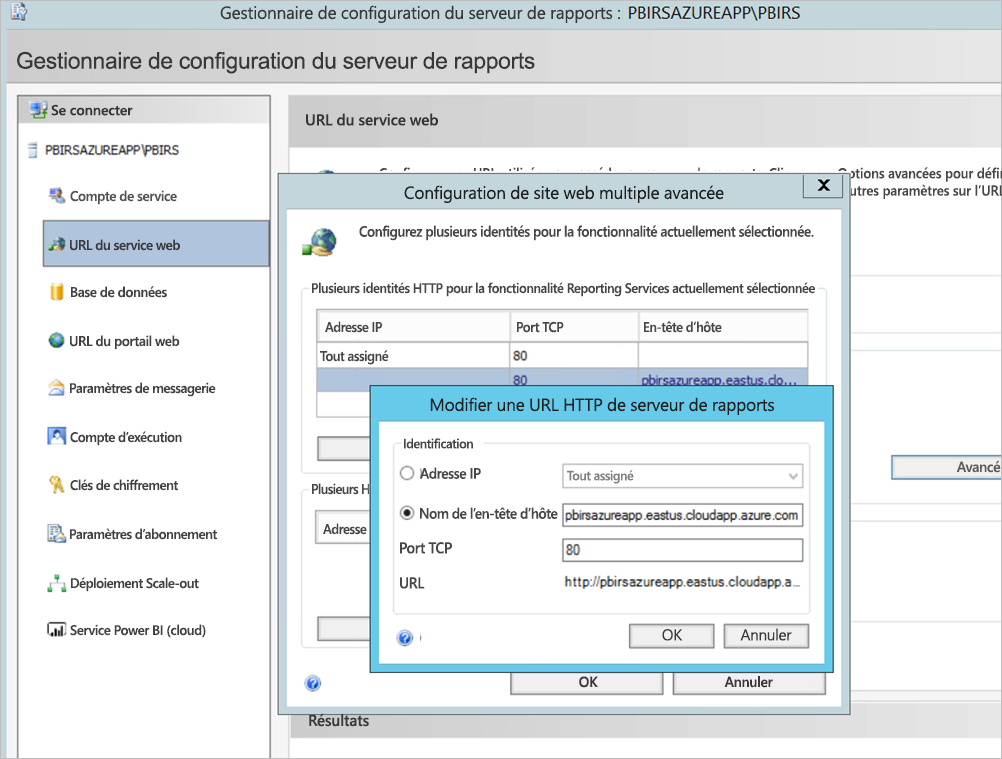 Gestionnaire de configuration du serveur de rapports : PBIRSAZUREAPP\PBIRS
Gestionnaire de configuration du serveur de rapports
Se connecter
PBIRSAZUREAPP\PBIRS
Compte de service
URL du service web
Base de données
URL du portail web
Paramètres de messagerie
Compte d'exécution
Clés de chiffrement
Paramètres d'abonnement
Déploiement Scale-out
Service Power BI (cloud)
URL du service web
Options avancées pour défi
utres paramètres sur l'URL
Avancé
Résultats
Configuration de site web multiple avancée
X
Configurez plusieurs identités pour la fonctionnalité actuellement sélectionnée.
Plusieurs identités HTTP pour la fonctionnalité Reporting Services actuellement sélectionnée
Adresse IP Port TCP En-tête d'hôte
Tout assigné 80
80 pbirsazureapp.eastus.clo...
Plusieurs H
Adresse
OK Annuler
Modifier une URL HTTP de serveur de rapports
Identification
Adresse IP Tout assigné
Nom de l'en-tête d'hôte pbirsazureapp.eastus.cloudapp.azure.com
Port TCP 80
URL http://pbirsazureapp.eastus.cloudapp.a...
OK Annuler